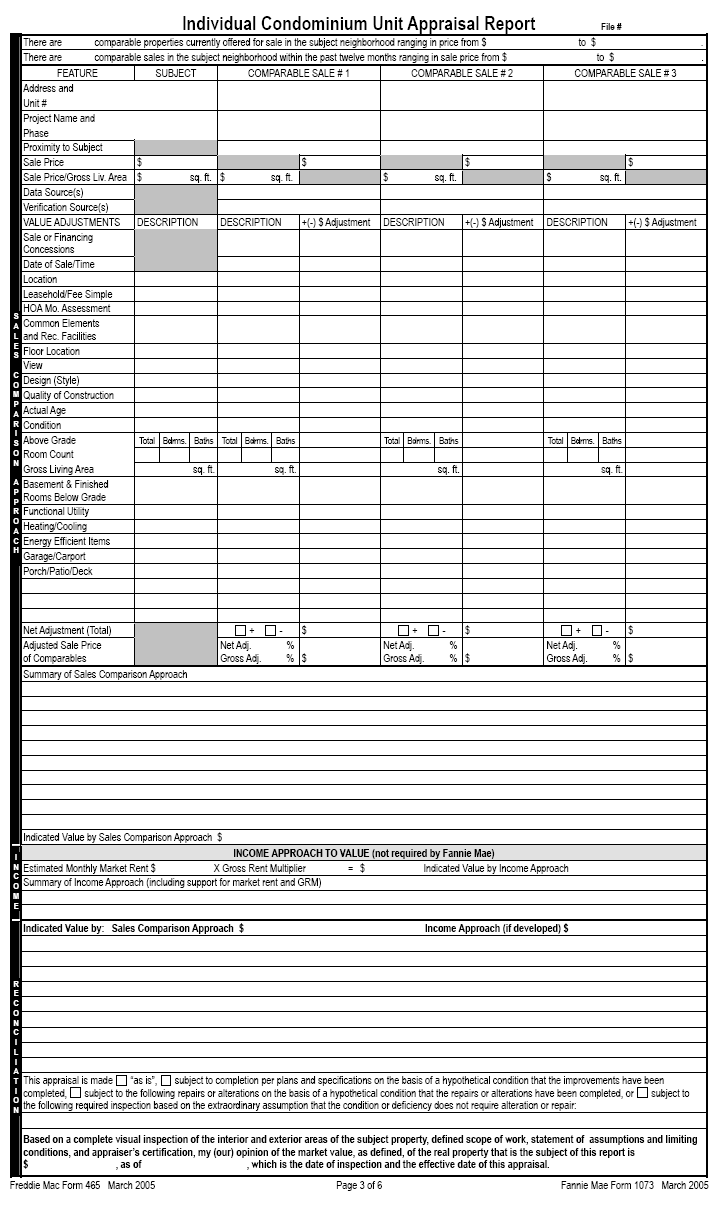 Individual Condominium Unit Appraisal Report File #
There are comparable properties currently offered for sale in the subject neighborhood ranging in price from $ to $ .
There are comparable sales in the subject neighborhood within the past twelve months ranging in sale price from $ to $ .
FEATURE SUBJECT COMPARABLE SALE # 1 COMPARABLE SALE # 2 COMPARABLE SALE # 3
Address and
Unit #
Project Name and
Phase
Proximity to Subject
Sale Price $ $ $ $
Sale Price/Gross Liv. Area $ sq. ft. $ sq. ft. $ sq. ft. $ sq. ft.
Data Source(s)
Verification Source(s)
VALUE ADJUSTMENTS DESCRIPTION DESCRIPTION +(-) $ Adjustment DESCRIPTION +(-) $ Adjustment DESCRIPTION +(-) $ Adjustment
Sale or Financing
Concessions
Date of Sale/Time
Location
Leasehold/Fee Simple
HOA Mo. Assessment
Common Elements
and Rec. Facilities
Floor Location
View
Design (Style)
Quality of Construction
Actual Age
Condition
Above Grade Total Bdrms. Baths Total Bdrms. Baths Total Bdrms. Baths Total Bdrms. Baths
Room Count
Gross Living Area sq. ft. sq. ft. sq. ft. sq. ft.
Basement & Finished
Rooms Below Grade
Functional Utility
Heating/Cooling
Energy Efficient Items
Garage/Carport
Porch/Patio/Deck
Net Adjustment (Total) + - $ + - $ + - $
Adjusted Sale Price Net Adj. % Net Adj. % Net Adj. %
of Comparables Gross Adj. % $ Gross Adj. % $ Gross Adj. % $
SALES COMPARISON APPROACH
Summary of Sales Comparison Approach
Indicated Value by Sales Comparison Approach $
INCOME
INCOME APPROACH TO VALUE (not required by Fannie Mae)
Estimated Monthly Market Rent $ X Gross Rent Multiplier = $ Indicated Value by Income Approach
Summary of Income Approach (including support for market rent and GRM)
RECONCILIATION
Indicated Value by: Sales Comparison Approach $ Income Approach (if developed) $
This appraisal is made "as is", subject to completion per plans and specifications on the basis of a hypothetical condition that the improvements have been
completed, subject to the following repairs or alterations on the basis of a hypothetical condition that the repairs or alterations have been completed, or subject to
the following required inspection based on the extraordinary assumption that the condition or deficiency does not require alteration or repair:
Based on a complete visual inspection of the interior and exterior areas of the subject property, defined scope of work, statement of assumptions and limiting
conditions, and appraiser's certification, my (our) opinion of the market value, as defined, of the real property that is the subject of this report is
$ , as of , which is the date of inspection and the effective date of this appraisal.
Freddie Mac Form 465 March 2005 Page 3 of 6 Fannie Mae Form 1073 March 2005